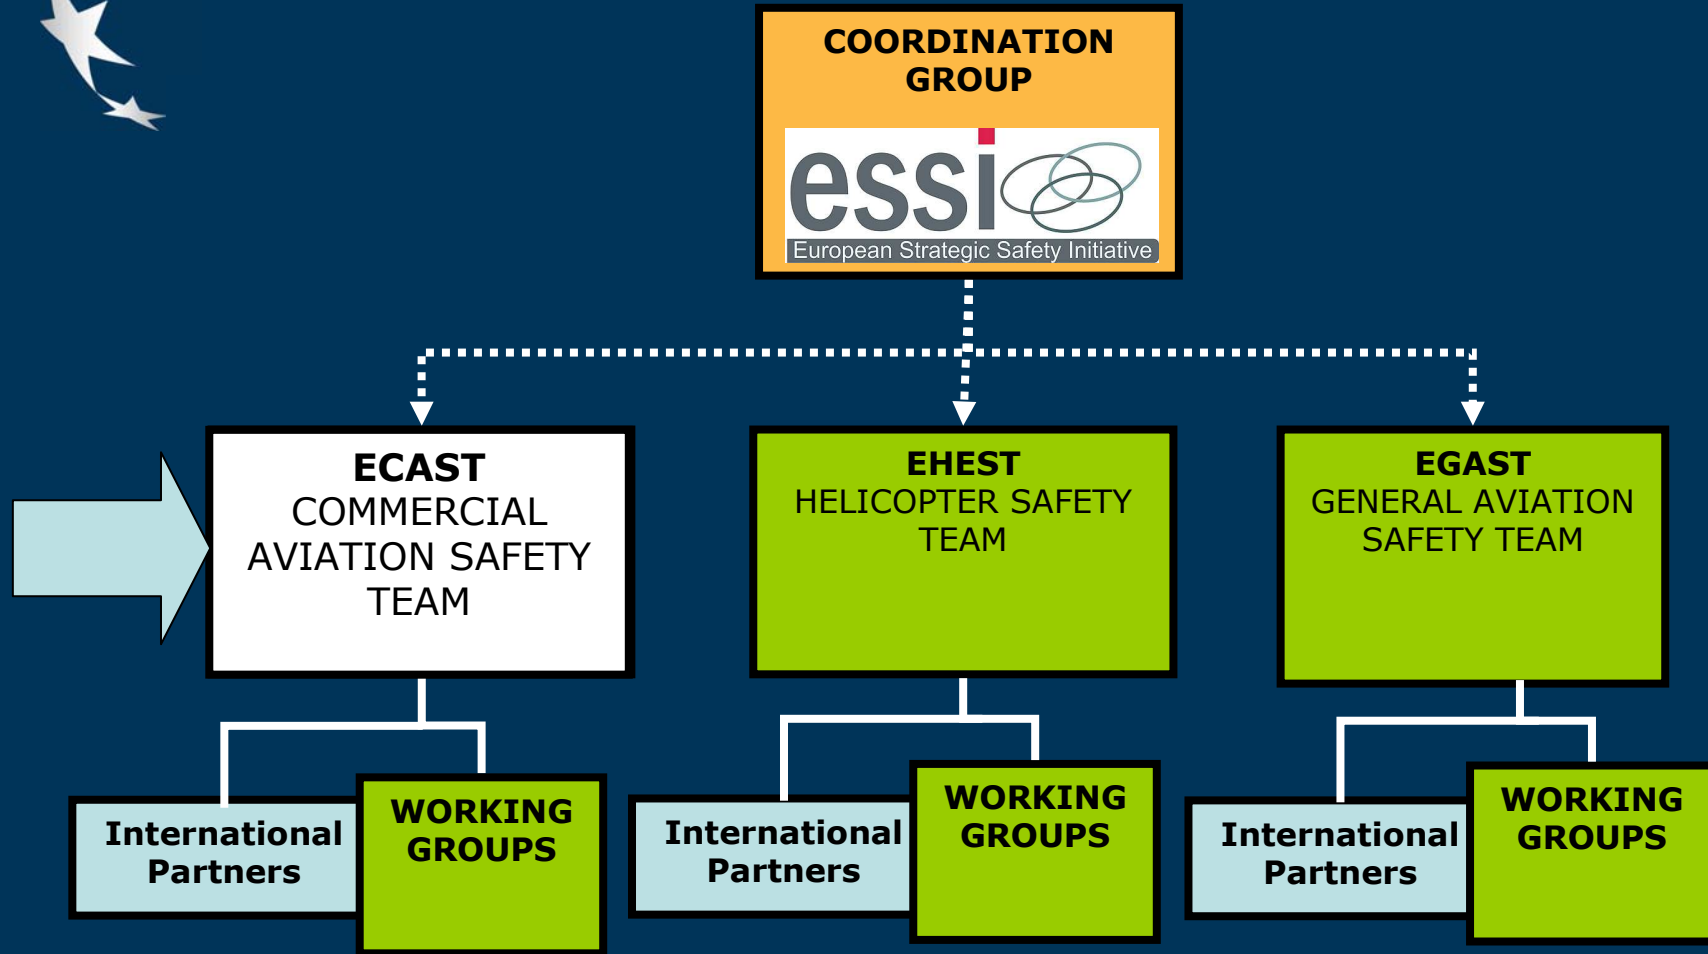 COORDINATION
GROUP
essi
European Strategic Safety Initiative
ECAST
COMMERCIAL
AVIATION SAFETY
TEAM
EHEST
HELICOPTER SAFETY
TEAM
EGAST
GENERAL AVIATION
SAFETY TEAM
International
Partners
WORKING
GROUPS
International
Partners
WORKING
GROUPS
International
Partners
WORKING
GROUPS